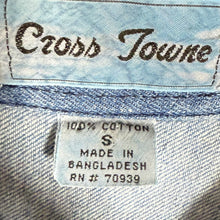 Cross Towne
100% COTTON
S
MADE IN
BANGLADESH
RN # 70939